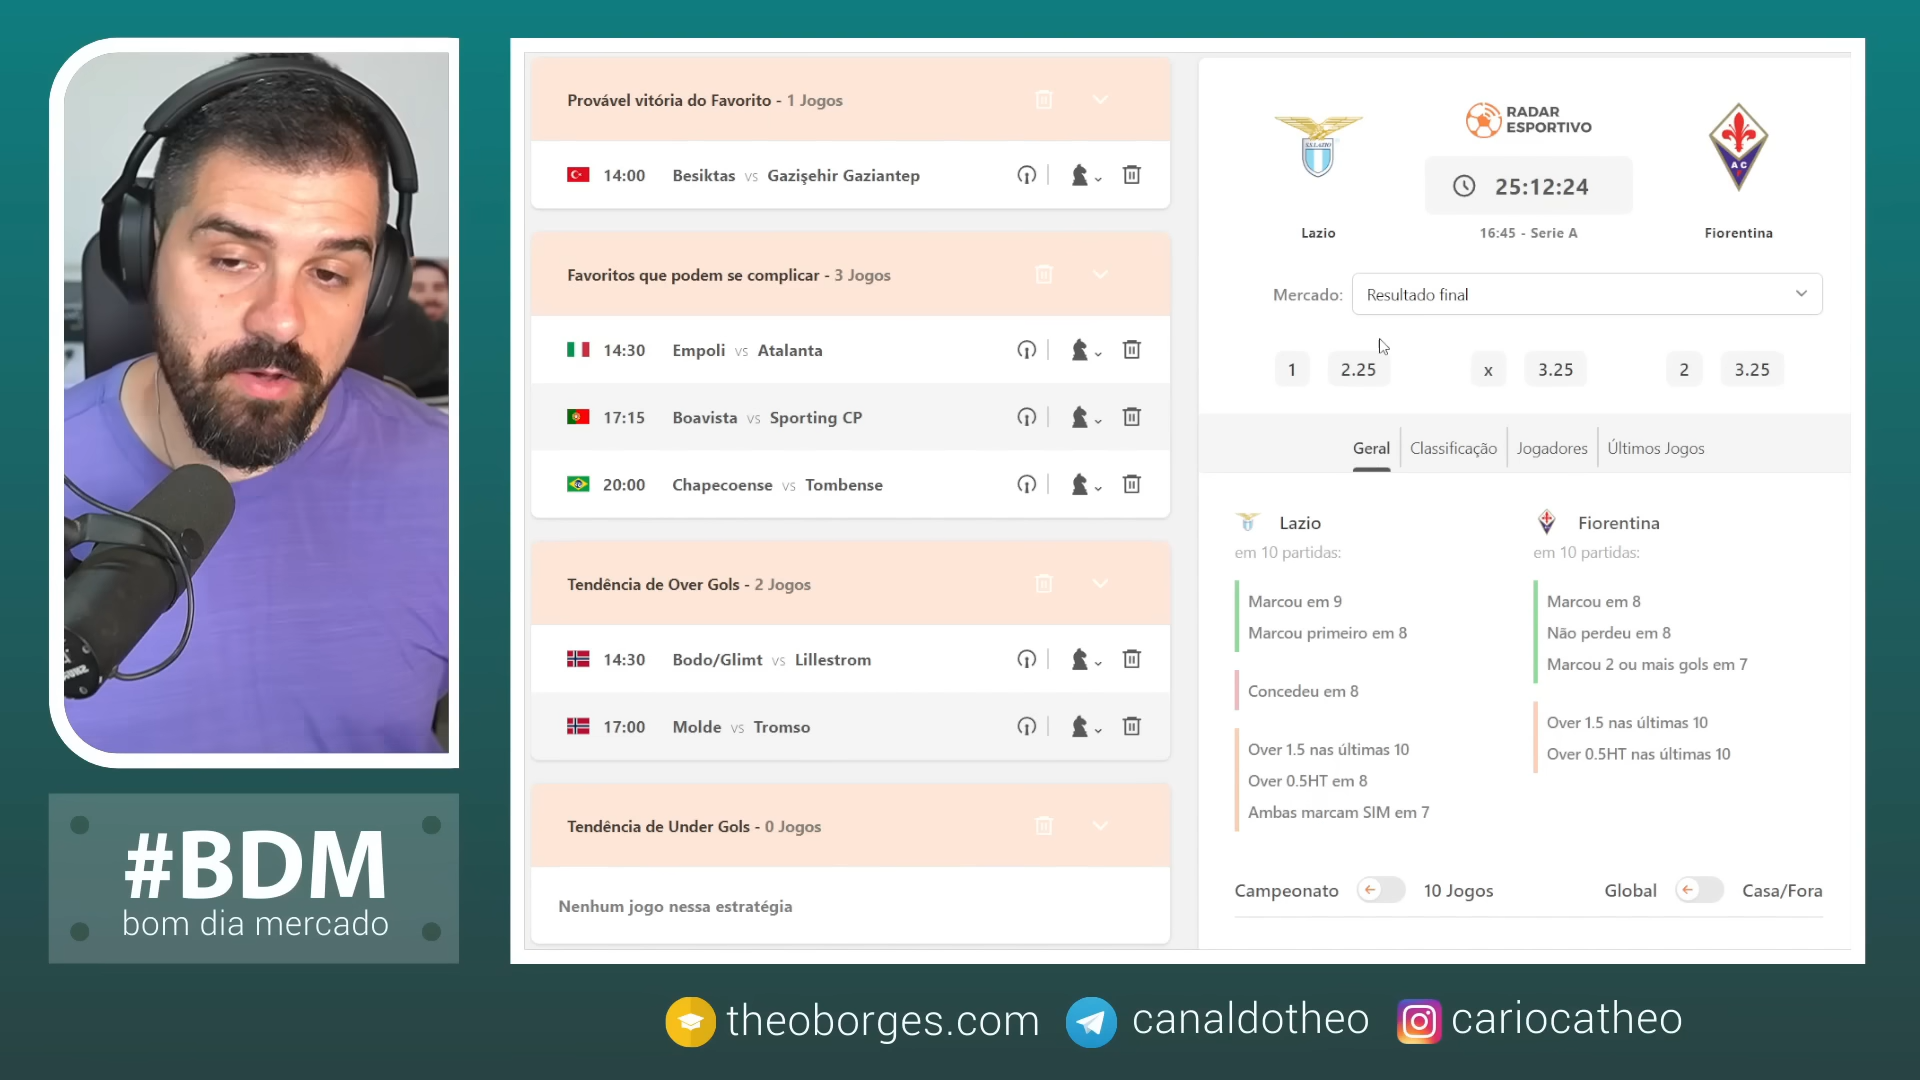 Provável vitória do Favorito - 1 Jogos
14:00 Besiktas vs Gazişehir Gaziantep
Favoritos que podem se complicar - 3 Jogos
14:30 Empoli vs Atalanta
17:15 Boavista vs Sporting CP
20:00 Chapecoense vs Tombense
Tendência de Over Gols - 2 Jogos
14:30 Bodo/Glimt vs Lillestrom
17:00 Molde vs Tromso
Tendência de Under Gols - 0 Jogos
Nenhum jogo nessa estratégia
S.S.LAZIO
RADAR
ESPORTIVO
A C
25:12:24
Lazio
16:45 - Serie A
Fiorentina
Mercado: Resultado final
1 2.25 x 3.25 2 3.25
Geral Classificação Jogadores Últimos Jogos
Lazio
em 10 partidas:
Marcou em 9
Marcou primeiro em 8
Concedeu em 8
Over 1.5 nas últimas 10
Over 0.5HT em 8
Ambas marcam SIM em 7
Fiorentina
em 10 partidas:
Marcou em 8
Não perdeu em 8
Marcou 2 ou mais gols em 7
Over 1.5 nas últimas 10
Over 0.5HT nas últimas 10
Campeonato 10 Jogos Global Casa/Fora
#BDM
bom dia mercado
theoborges.com canaldotheo cariocatheo